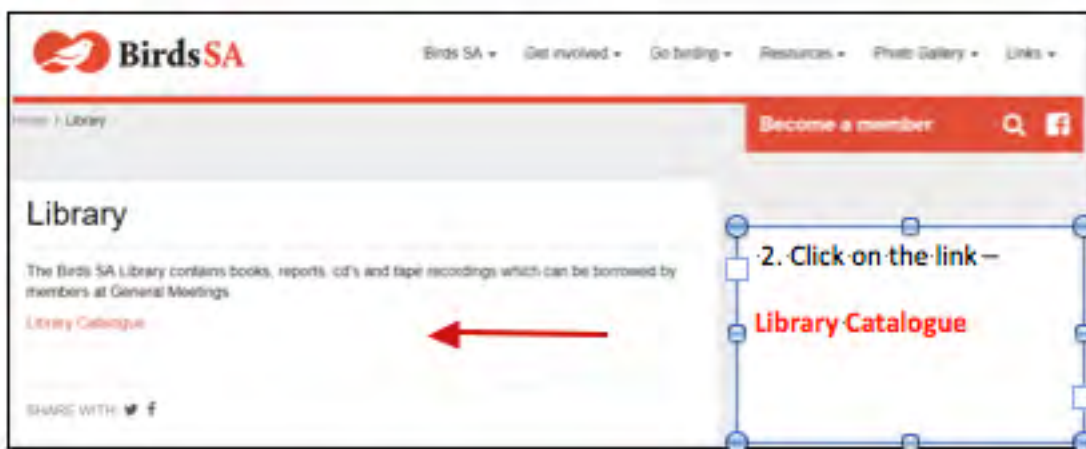 BirdsSA
Birds SA Get involved Go birding Resources Photo Gallery Links
Home / Library
Become a member
Library
The Birds SA Library contains books, reports, cd's and tape recordings which can be borrowed by
members at General Meetings
Library Catalogue
SHARE WITH
2. Click on the link –
Library Catalogue